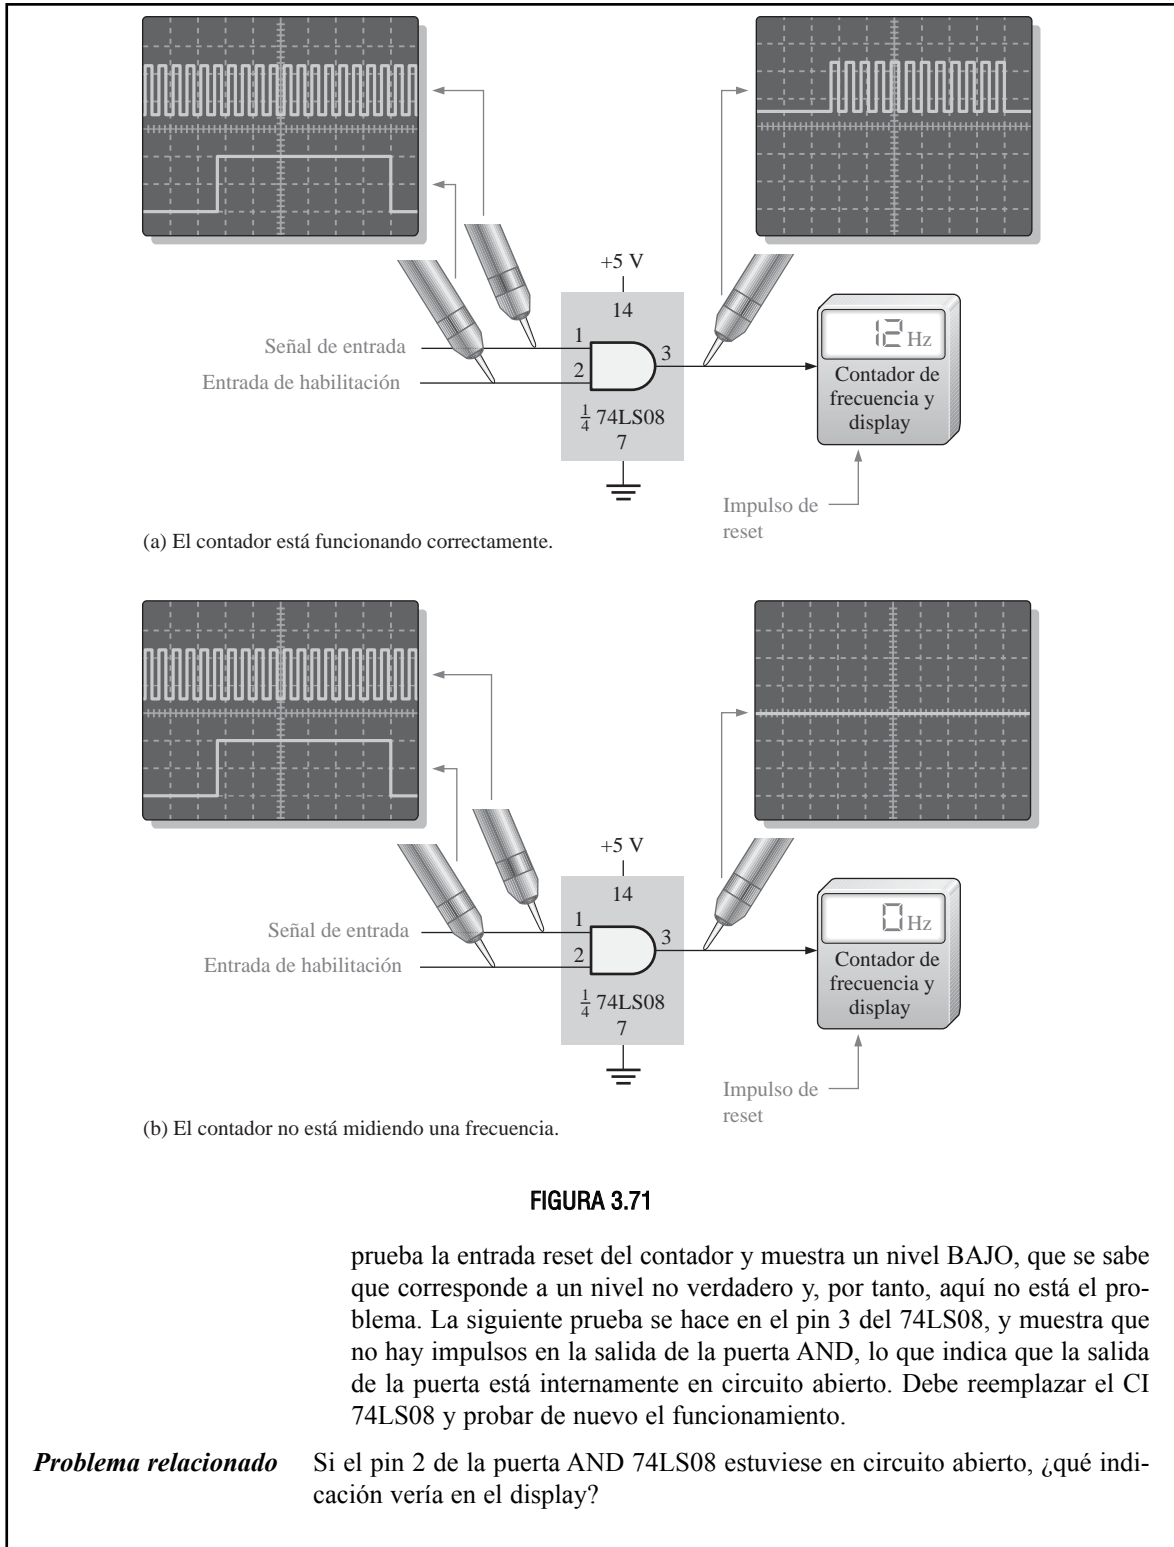 +5 V
14
1
Señal de entrada
3
12 Hz
2
Entrada de habilitación
Contador de
frecuencia y
display
1/4 74LS08
7
Impulso de
reset
(a) El contador está funcionando correctamente.
+5 V
14
1
Señal de entrada
3
0 Hz
2
Entrada de habilitación
Contador de
frecuencia y
display
1/4 74LS08
7
Impulso de
reset
(b) El contador no está midiendo una frecuencia.
FIGURA 3.71
prueba la entrada reset del contador y muestra un nivel BAJO, que se sabe
que corresponde a un nivel no verdadero y, por tanto, aquí no está el pro-
blema. La siguiente prueba se hace en el pin 3 del 74LS08, y muestra que
no hay impulsos en la salida de la puerta AND, lo que indica que la salida
de la puerta está internamente en circuito abierto. Debe reemplazar el CI
74LS08 y probar de nuevo el funcionamiento.
Problema relacionado Si el pin 2 de la puerta AND 74LS08 estuviese en circuito abierto, ¿qué indi-
cación vería en el display?